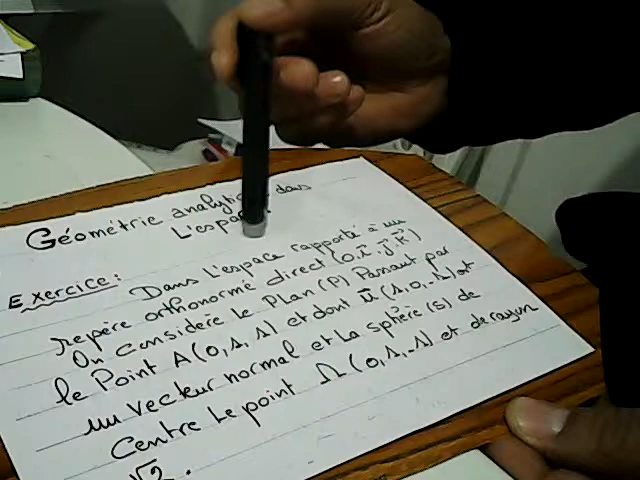 Géométrie analytique dans
L'espace
Exercice: Dans L'espace rapporté à un
repère orthonormé direct (O,i⃗,j⃗,k⃗)
On considère le Plan (P) Passant par
le Point A(0,1,1) et dont u⃗ (1,0,-1) est
un vecteur normal et La sphère (S) de
Centre Le point Ω(0,1,-1) et de rayon
√2.